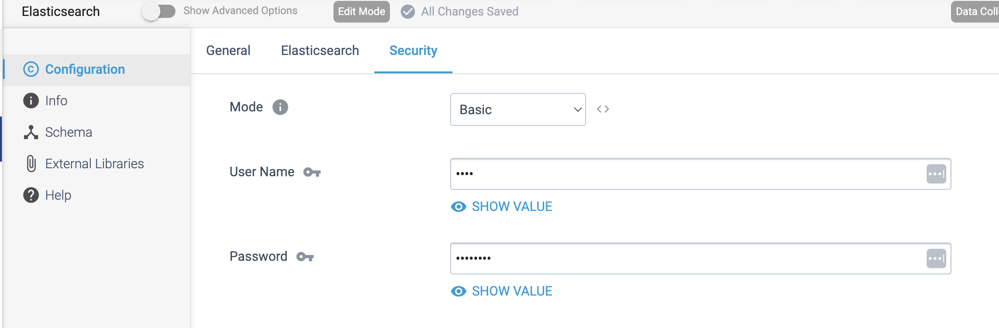 Elasticsearch Show Advanced Options Edit Mode All Changes Saved Data Coll
General Elasticsearch Security
Configuration
Info
Schema
External Libraries
Help
Mode Basic
User Name ••••
SHOW VALUE
Password ••••••••
SHOW VALUE